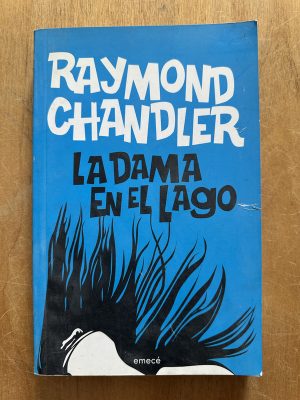 RAYMOND
CHANDLER
LA DAMA
EN EL LAGO
emecé